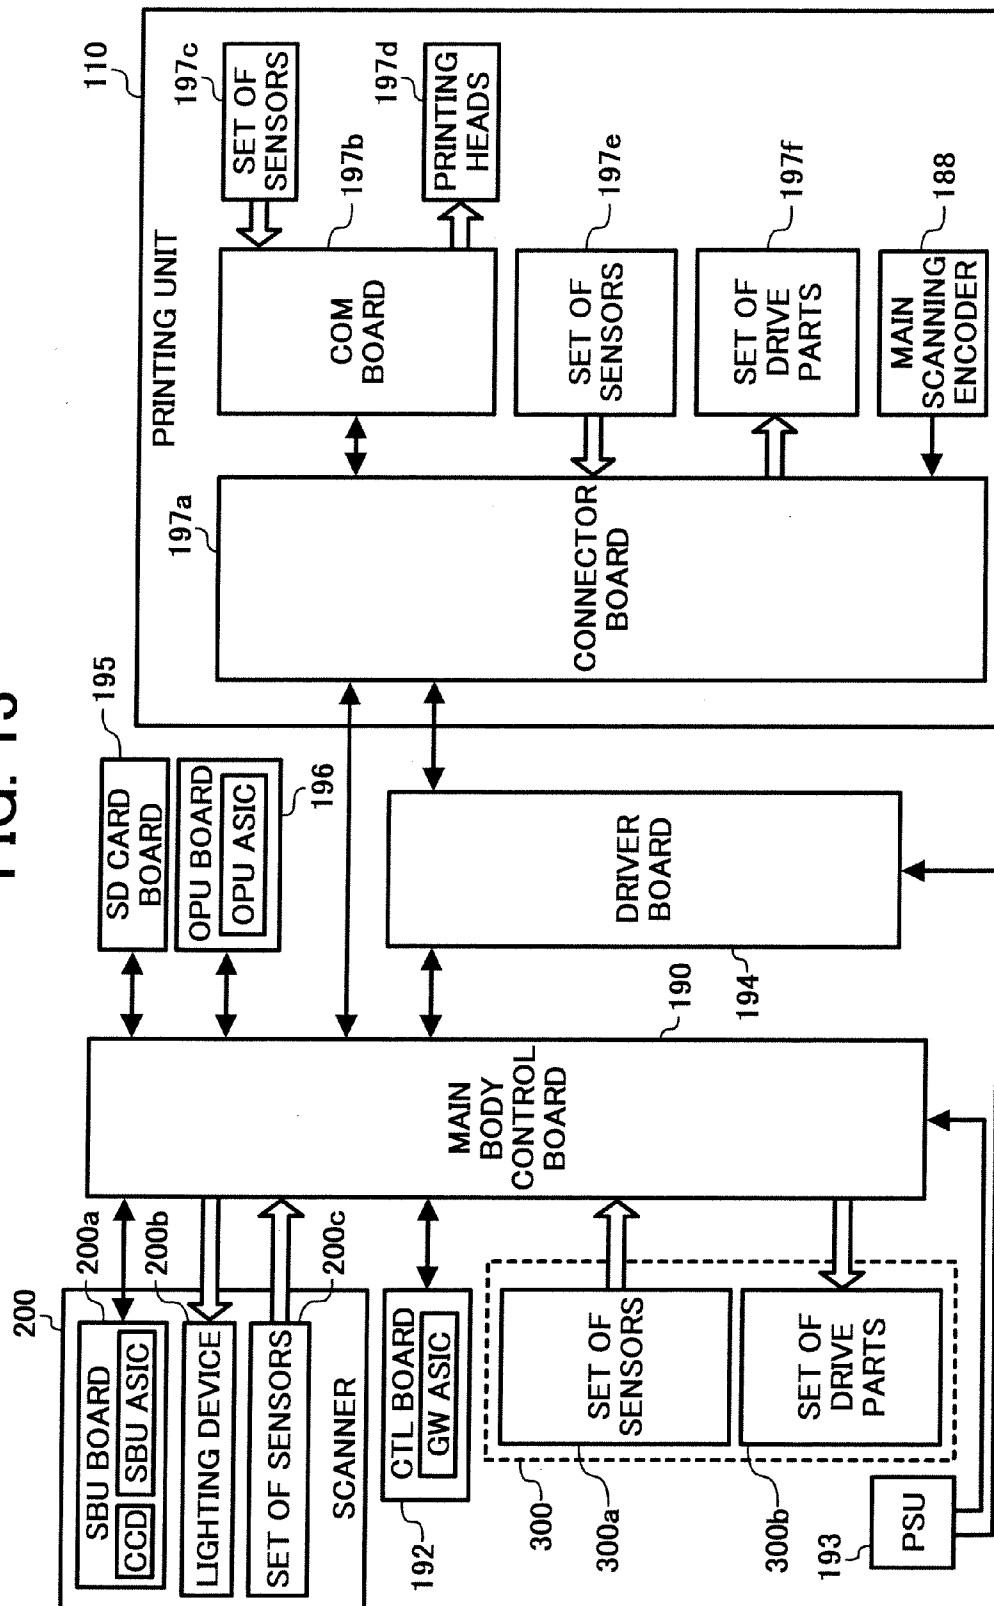 FIG.
200
SBU BOARD
CCD
SBU ASIC
200a
LIGHTING DEVICE
200b
SET OF SENSORS
200c
SCANNER
CTL BOARD
GW ASIC
192
300
SET OF
SENSORS
300a
SET OF
DRIVE
PARTS
300b
PSU
193
MAIN
BODY
CONTROL
BOARD
190
SD CARD
BOARD
195
OPU BOARD
OPU ASIC
196
DRIVER
BOARD
194
110
PRINTING UNIT
197a
CONNECTOR
BOARD
COM
BOARD
197b
SET OF
SENSORS
197c
PRINTING
HEADS
197d
SET OF
SENSORS
197e
SET OF
DRIVE
PARTS
197f
MAIN
SCANNING
ENCODER
188